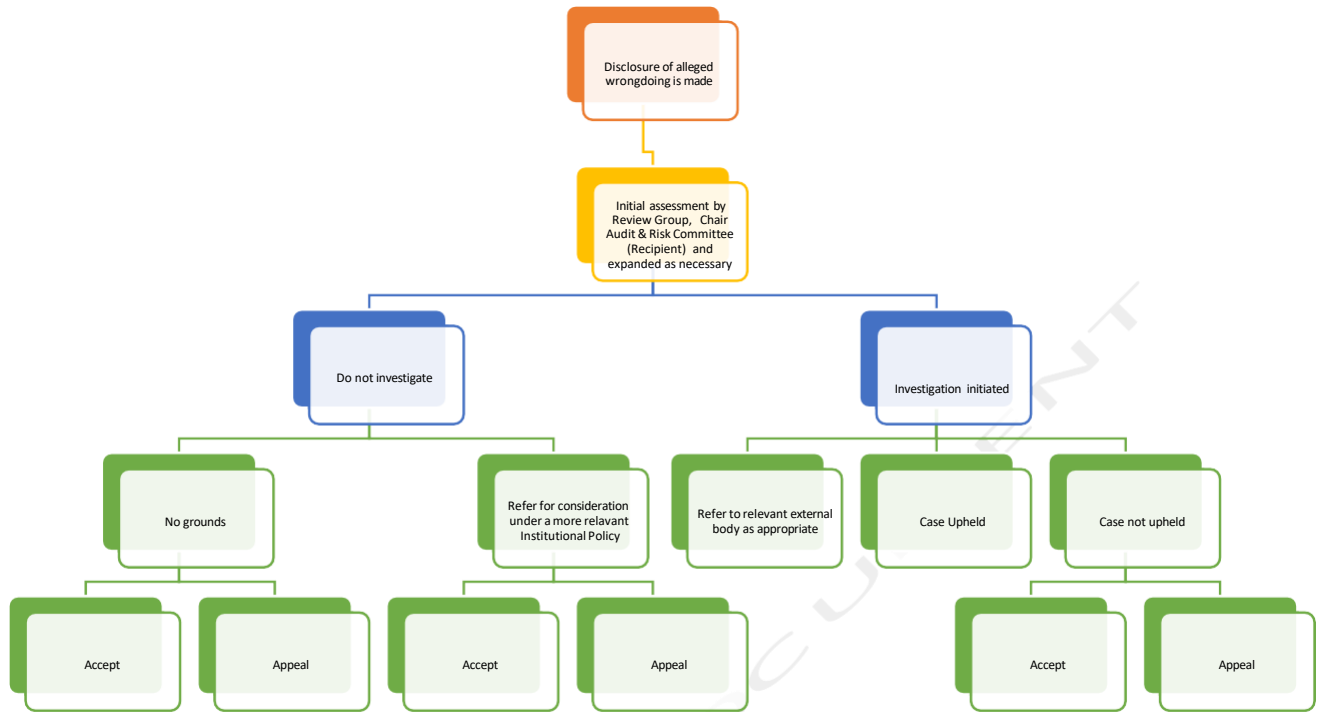 Disclosure of alleged
wrongdoing is made
Initial assessment by
Review Group, Chair
Audit & Risk Committee
(Recipient) and
expanded as necessary
Do not investigate
Investigation initiated
No grounds
Refer for consideration
under a more relavant
Institutional Policy
Refer to relevant external
body as appropriate
Case Upheld
Case not upheld
Accept
Appeal
Accept
Appeal
Accept
Appeal